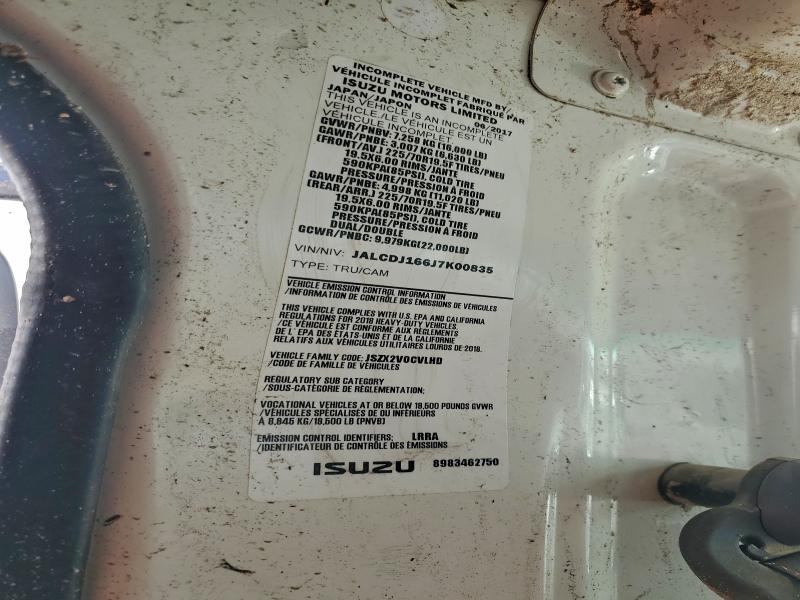 INCOMPLETE VEHICLE MFD BY/
VÉHICULE INCOMPLET FABRIQUÉ PAR
ISUZU MOTORS LIMITED
JAPAN/JAPON 06/2017
THIS VEHICLE IS AN INCOMPLETE
VEHICLE./LE VÉHICULE EST UN
VÉHICULE INCOMPLET
GVWR/PNBV: 7,258 KG (16,000 LB)
GAWR/PNBE: 3,007 KG (6,630 LB)
(FRONT/AV.) 225/70R19.5F TIRES/PNEU
19.5X6.00 RIMS/JANTE
590KPA(85PSI), COLD TIRE
PRESSURE/PRESSION À FROID
GAWR/PNBE: 4,998 KG (11,020 LB)
(REAR/ARR.) 225/70R19.5F TIRES/PNEU
19.5X6.00 RIMS/JANTE
590KPA(85PSI), COLD TIRE
PRESSURE/PRESSION À FROID
DUAL/DOUBLE
GCWR/PNBC: 9,979KG(22,000LB)
VIN/NIV: JALCDJ166J7K00835
TYPE: TRU/CAM
VEHICLE EMISSION CONTROL INFORMATION
/INFORMATION DE CONTRÔLE DES ÉMISSIONS DE VÉHICULES
THIS VEHICLE COMPLIES WITH U.S. EPA AND CALIFORNIA
REGULATIONS FOR 2018 HEAVY-DUTY VEHICLES.
/CE VÉHICULE EST CONFORME AUX RÈGLEMENTS
DE L'EPA DES ÉTATS-UNIS ET DE LA CALIFORNIE
RELATIFS AUX VÉHICULES UTILITAIRES LOURDS DE 2018.
VEHICLE FAMILY CODE: JSZX2VOCVLHD
/CODE DE FAMILLE DE VÉHICULES
REGULATORY SUB CATEGORY
/SOUS-CATÉGORIE DE RÈGLEMENTATION:
VOCATIONAL VEHICLES AT OR BELOW 19,500 POUNDS GVWR
/VÉHICULES SPÉCIALISÉS DE OU INFÉRIEURS
À 8,845 KG/19,500 LB (PNVB)
EMISSION CONTROL IDENTIFIERS: LRRA
/IDENTIFICATEUR DE CONTRÔLE DES ÉMISSIONS
ISUZU 8983462750